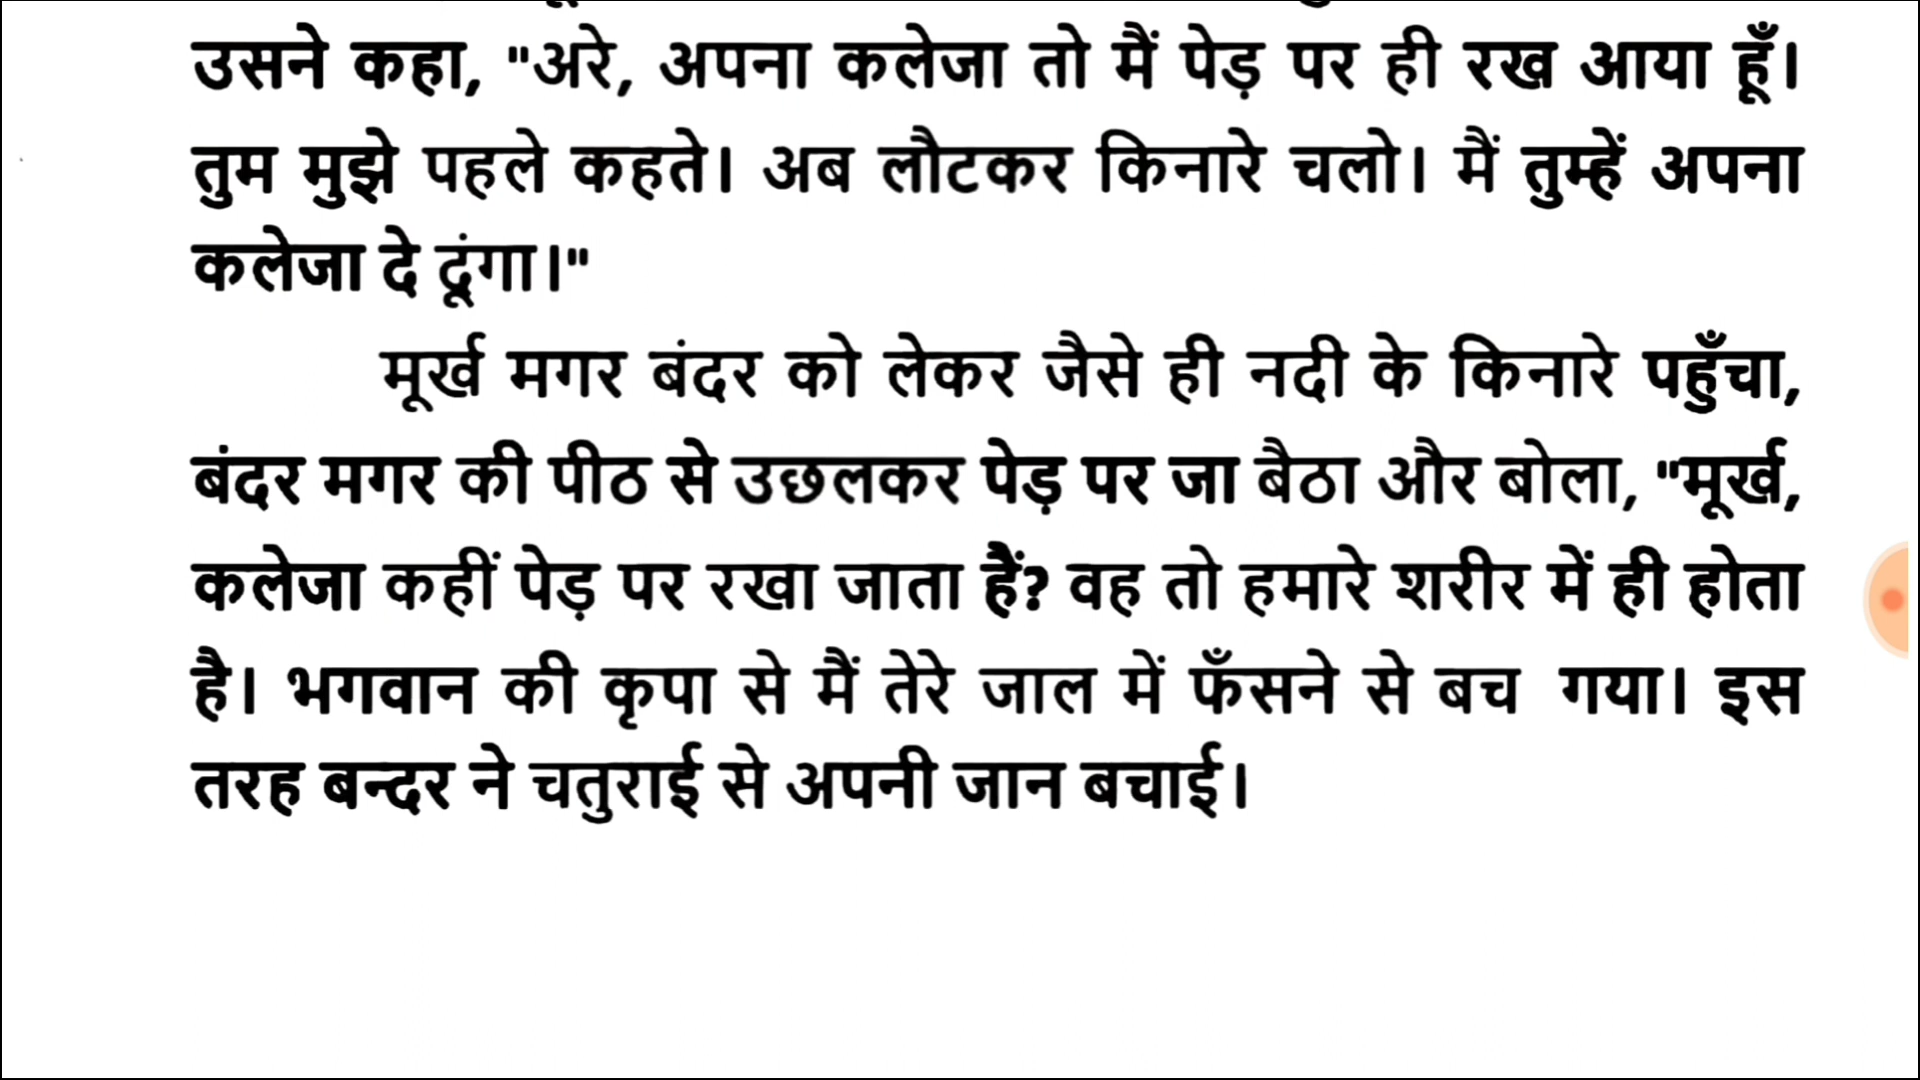 उसने कहा, "अरे, अपना कलेजा तो मैं पेड़ पर ही रख आया हूँ।
तुम मुझे पहले कहते। अब लौटकर किनारे चलो। मैं तुम्हें अपना
कलेजा दे दूंगा।"
मूर्ख मगर बंदर को लेकर जैसे ही नदी के किनारे पहुँचा,
बंदर मगर की पीठ से उछलकर पेड़ पर जा बैठा और बोला, "मूर्ख,
कलेजा कहीं पेड़ पर रखा जाता हैं? वह तो हमारे शरीर में ही होता
है। भगवान की कृपा से मैं तेरे जाल में फँसने से बच गया। इस
तरह बन्दर ने चतुराई से अपनी जान बचाई।